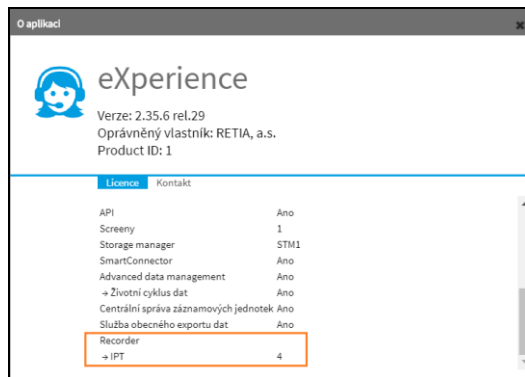 O aplikaci
eXperience
Verze: 2.35.6 rel.29
Oprávněný vlastník: RETIA, a.s.
Product ID: 1
Licence Kontakt
API Ano
Screeny 1
Storage manager STM1
SmartConnector Ano
Advanced data management Ano
→ Životní cyklus dat Ano
Centrální správa záznamových jednotek Ano
Služba obecného exportu dat Ano
Recorder
→ IPT 4